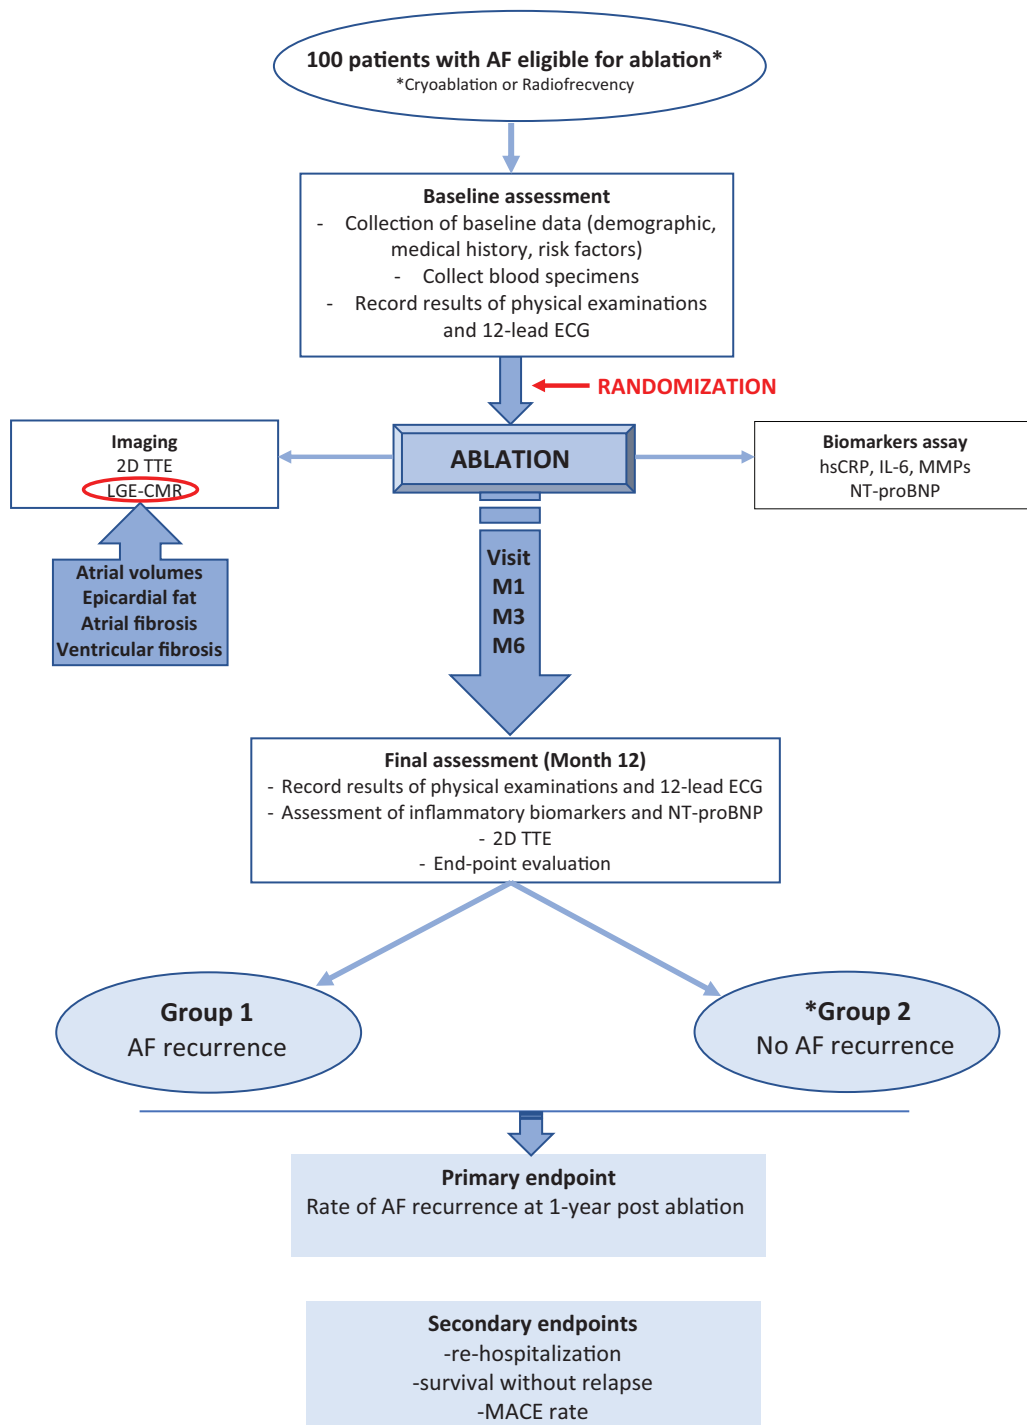 100 patients with AF eligible for ablation*
*Cryoablation or Radiofrecvency
Baseline assessment
- Collection of baseline data (demographic,
medical history, risk factors)
- Collect blood specimens
- Record results of physical examinations
and 12-lead ECG
RANDOMIZATION
Imaging
2D TTE
LGE-CMR
ABLATION
Biomarkers assay
hsCRP, IL-6, MMPs
NT-proBNP
Atrial volumes
Epicardial fat
Atrial fibrosis
Ventricular fibrosis
Visit
M1
M3
M6
Final assessment (Month 12)
- Record results of physical examinations and 12-lead ECG
- Assessment of inflammatory biomarkers and NT-proBNP
- 2D TTE
- End-point evaluation
Group 1
AF recurrence
*Group 2
No AF recurrence
Primary endpoint
Rate of AF recurrence at 1-year post ablation
Secondary endpoints
-re-hospitalization
-survival without relapse
-MACE rate